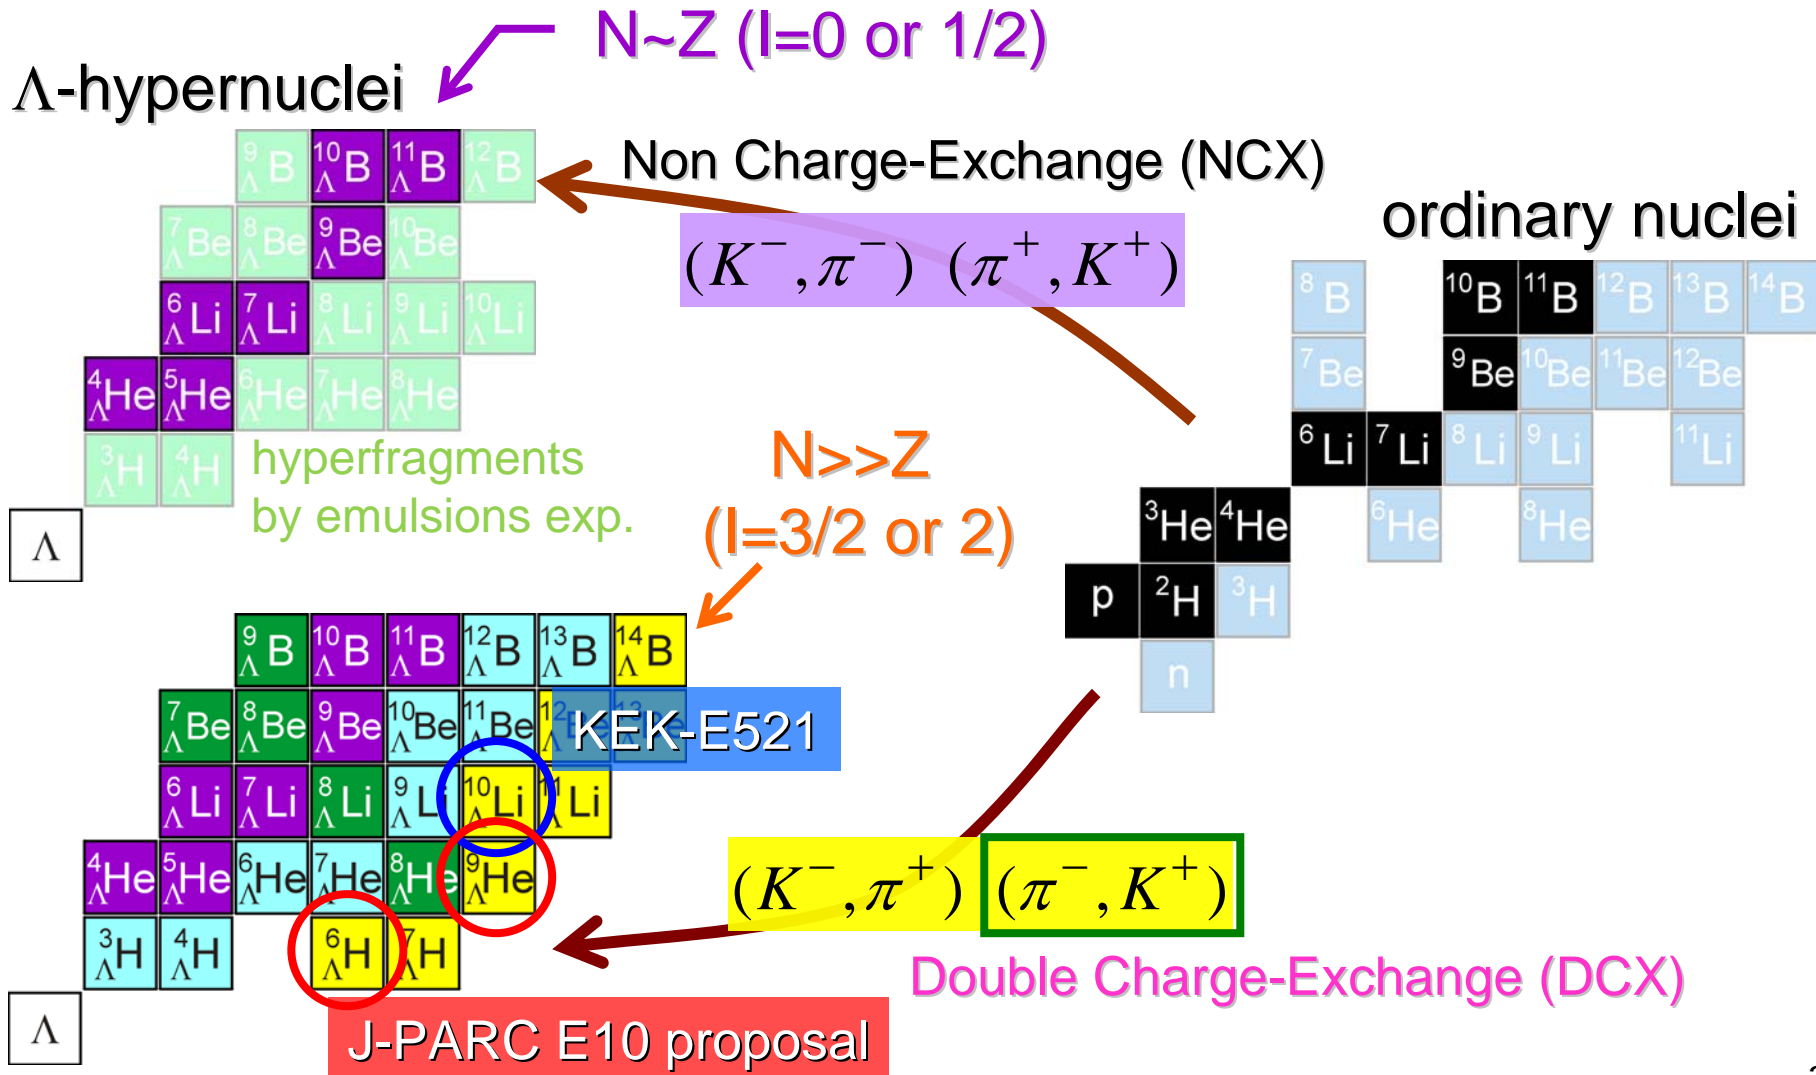 N~Z (I=0 or 1/2)
Λ-hypernuclei
⁹ΛB ¹⁰ΛB ¹¹ΛB ¹²ΛB
Non Charge-Exchange (NCX)
⁷ΛBe ⁸ΛBe ⁹ΛBe ¹⁰ΛBe
(K⁻, π⁻) (π⁺, K⁺)
⁶ΛLi ⁷ΛLi ⁸ΛLi ⁹ΛLi ¹⁰ΛLi
⁴ΛHe ⁵ΛHe ⁶ΛHe ⁷ΛHe ⁸ΛHe
³ΛH ⁴ΛH
hyperfragments
by emulsions exp.
Λ
ordinary nuclei
⁸B ¹⁰B ¹¹B ¹²B ¹³B ¹⁴B
⁷Be ⁹Be ¹⁰Be ¹¹Be ¹²Be
⁶Li ⁷Li ⁸Li ⁹Li ¹¹Li
³He ⁴He ⁶He ⁸He
p ²H ³H
n
N>>Z
(I=3/2 or 2)
⁹ΛB ¹⁰ΛB ¹¹ΛB ¹²ΛB ¹³ΛB ¹⁴ΛB
⁷ΛBe ⁸ΛBe ⁹ΛBe ¹⁰ΛBe ¹¹ΛBe ¹²ΛBe ¹³ΛBe
KEK-E521
⁶ΛLi ⁷ΛLi ⁸ΛLi ⁹ΛLi ¹⁰ΛLi ¹¹ΛLi
⁴ΛHe ⁵ΛHe ⁶ΛHe ⁷ΛHe ⁸ΛHe ⁹ΛHe
(K⁻, π⁺) (π⁻, K⁺)
³ΛH ⁴ΛH ⁶ΛH ⁷ΛH
Double Charge-Exchange (DCX)
Λ
J-PARC E10 proposal